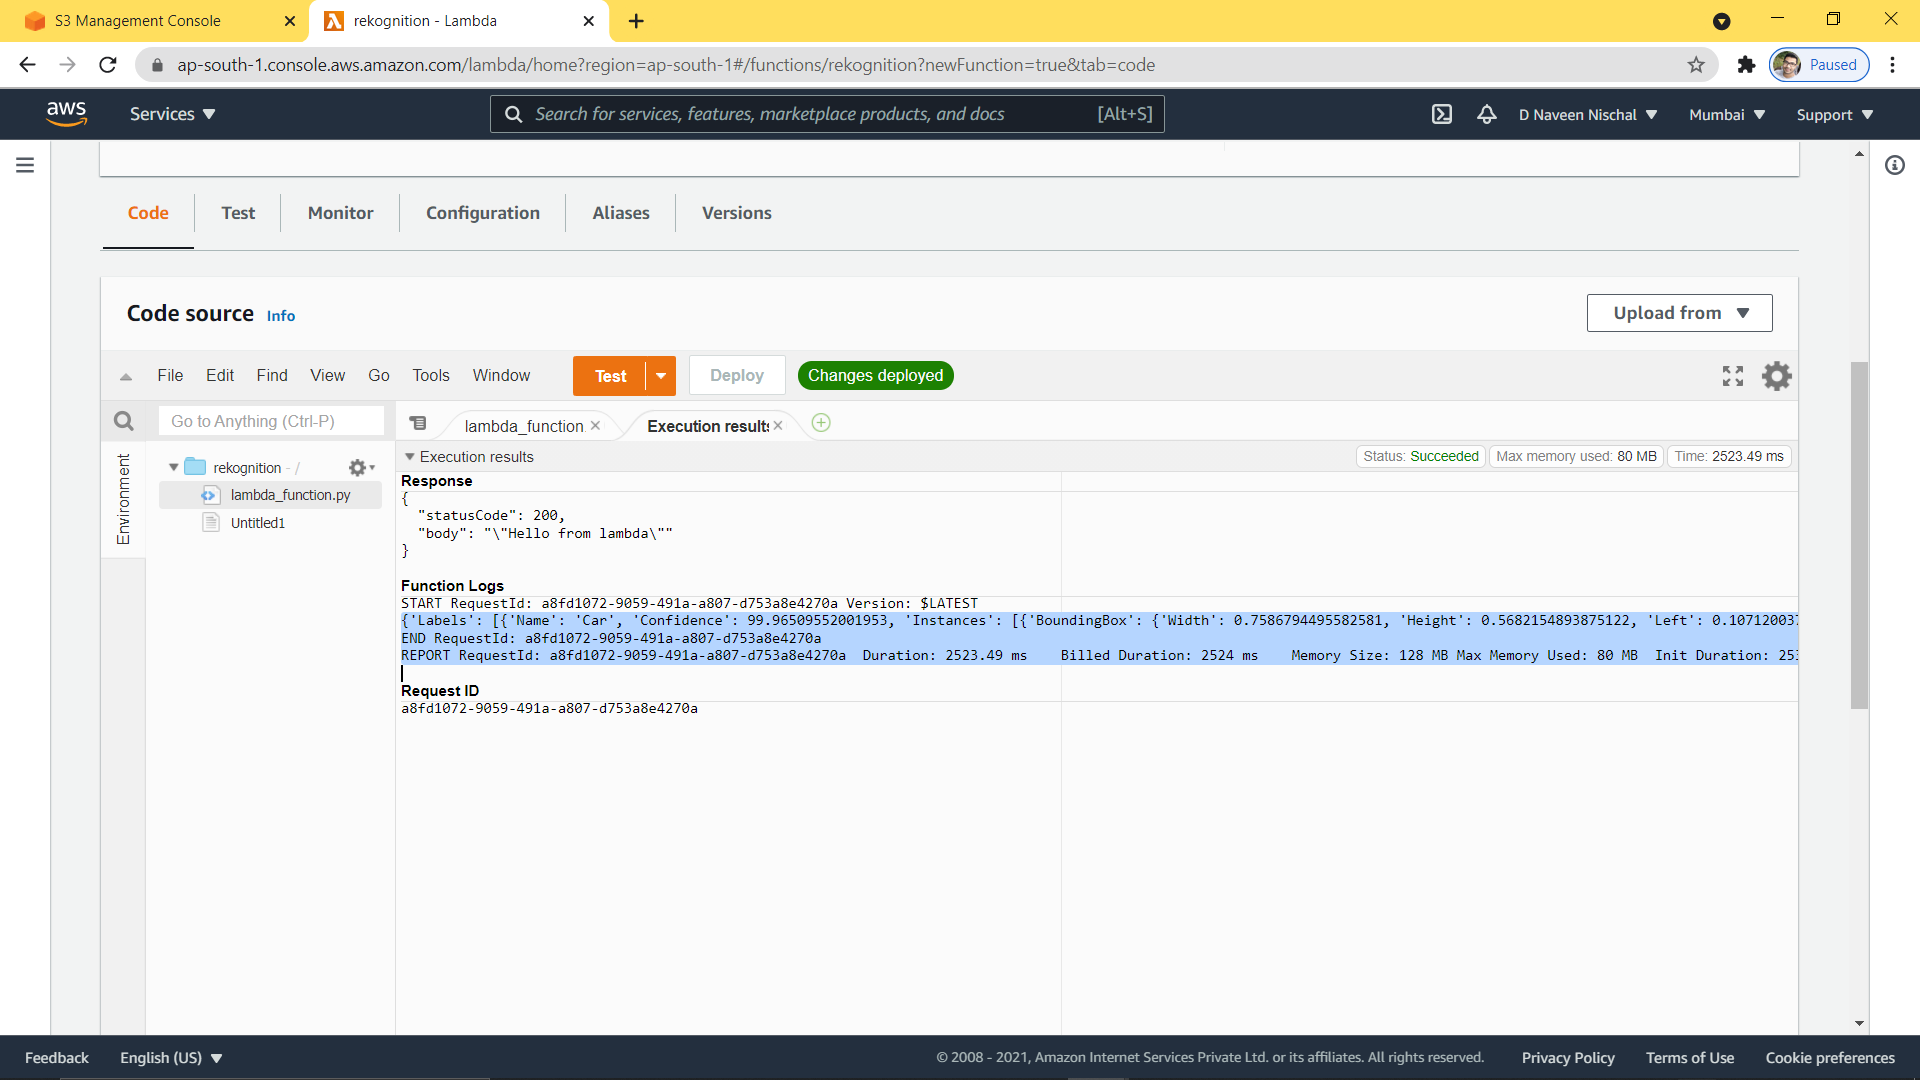 S3 Management Console
rekognition - Lambda
ap-south-1.console.aws.amazon.com/lambda/home?region=ap-south-1#/functions/rekognition?newFunction=true&tab=code
Paused
aws
Services
Search for services, features, marketplace products, and docs [Alt+S]
D Naveen Nischal
Mumbai
Support
Code
Test
Monitor
Configuration
Aliases
Versions
Code source Info
Upload from
File Edit Find View Go Tools Window
Test
Deploy
Changes deployed
Go to Anything (Ctrl-P)
lambda_function
Execution results
Environment
rekognition - /
lambda_function.py
Untitled1
Execution results
Status: Succeeded
Max memory used: 80 MB
Time: 2523.49 ms
Response
{
"statusCode": 200,
"body": "\"Hello from lambda\""
}
Function Logs
START RequestId: a8fd1072-9059-491a-a807-d753a8e4270a Version: $LATEST
{'Labels': [{'Name': 'Car', 'Confidence': 99.96509552001953, 'Instances': [{'BoundingBox': {'Width': 0.7586794495582581, 'Height': 0.5682154893875122, 'Left': 0.107120037
END RequestId: a8fd1072-9059-491a-a807-d753a8e4270a
REPORT RequestId: a8fd1072-9059-491a-a807-d753a8e4270a Duration: 2523.49 ms Billed Duration: 2524 ms Memory Size: 128 MB Max Memory Used: 80 MB Init Duration:
Request ID
a8fd1072-9059-491a-a807-d753a8e4270a
Feedback
English (US)
© 2008 - 2021, Amazon Internet Services Private Ltd. or its affiliates. All rights reserved.
Privacy Policy
Terms of Use
Cookie preferences